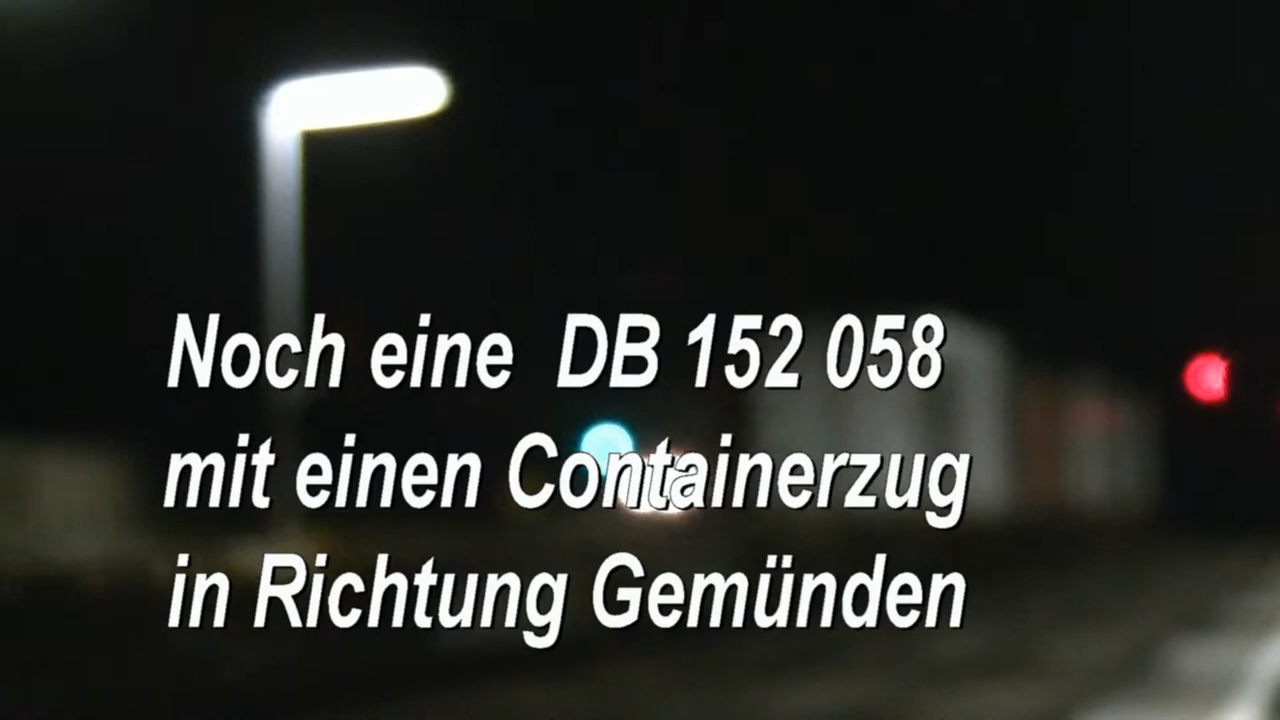 Noch eine DB 152 058
mit einen Containerzug
in Richtung Gemünden